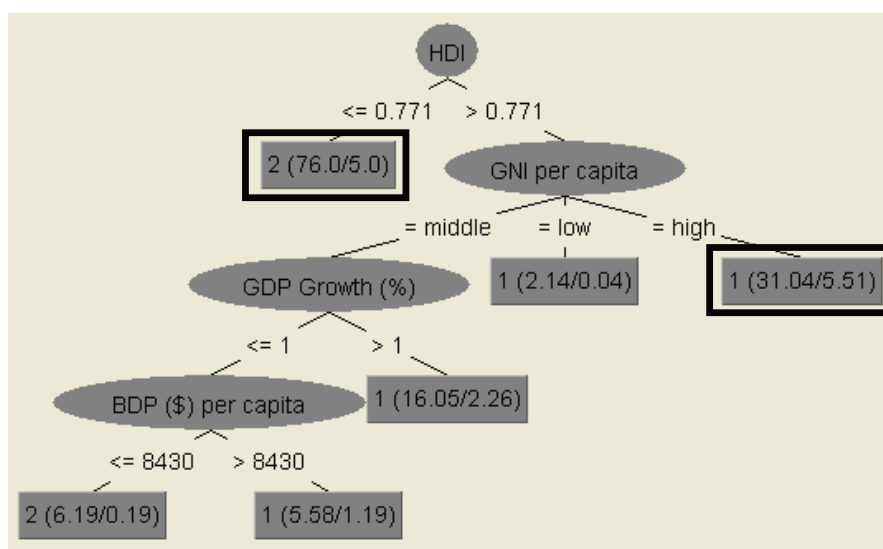 HDI
<= 0.771
> 0.771
2 (76.0/5.0)
GNI per capita
= middle
= low
= high
GDP Growth (%)
1 (2.14/0.04)
1 (31.04/5.51)
<= 1
> 1
BDP ($) per capita
1 (16.05/2.26)
<= 8430
> 8430
2 (6.19/0.19)
1 (5.58/1.19)